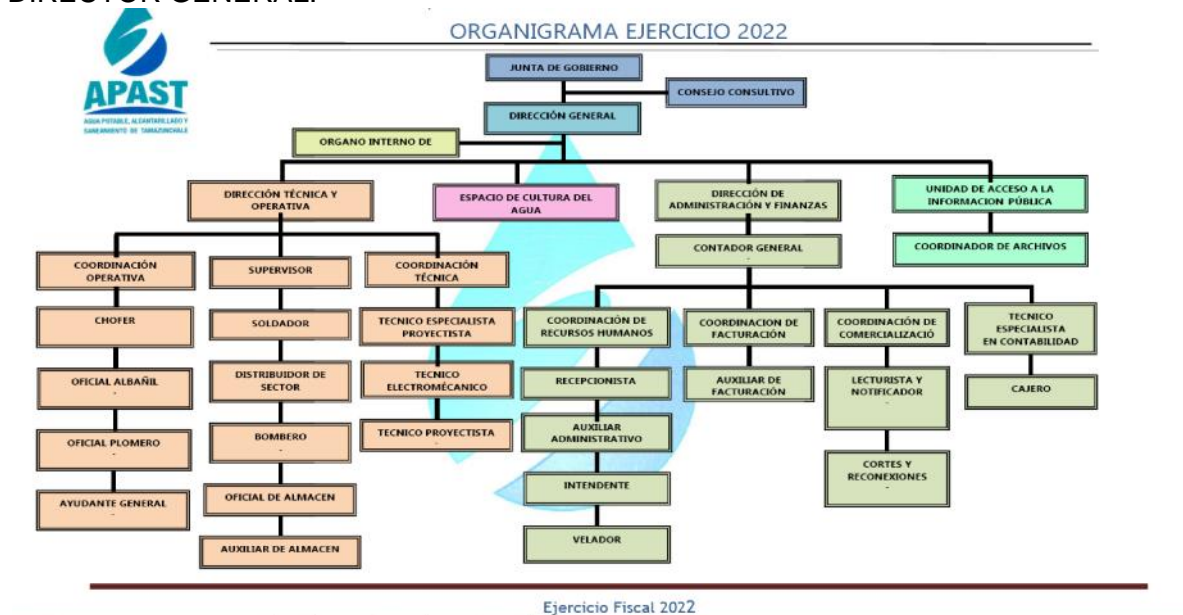 DIRECTOR GENERAL.
ORGANIGRAMA EJERCICIO 2022
APAST
AGUA POTABLE, ALCANTARILLADO Y
SANEAMIENTO DE TAMAZUNCHALE
JUNTA DE GOBIERNO
CONSEJO CONSULTIVO
DIRECCIÓN GENERAL
ORGANO INTERNO DE
DIRECCIÓN TÉCNICA Y
OPERATIVA
ESPACIO DE CULTURA DEL
AGUA
DIRECCIÓN DE
ADMINISTRACIÓN Y FINANZAS
UNIDAD DE ACCESO A LA
INFORMACION PÚBLICA
CONTADOR GENERAL
-
COORDINADOR DE ARCHIVOS
COORDINACIÓN
OPERATIVA
SUPERVISOR
COORDINACIÓN
TÉCNICA
CHOFER
SOLDADOR
TECNICO ESPECIALISTA
PROYECTISTA
COORDINACIÓN DE
RECURSOS HUMANOS
COORDINACION DE
FACTURACIÓN
COORDINACIÓN DE
COMERCIALIZACIÓ
TECNICO
ESPECIALISTA
EN CONTABILIDAD
OFICIAL ALBAÑIL
-
DISTRIBUIDOR DE
SECTOR
TECNICO
ELECTROMÉCANICO
RECEPCIONISTA
AUXILIAR DE
FACTURACIÓN
LECTURISTA Y
NOTIFICADOR
-
CAJERO
OFICIAL PLOMERO
-
BOMBERO
-
TECNICO PROYECTISTA
-
AUXILIAR
ADMINISTRATIVO
CORTES Y
RECONEXIONES
-
AYUDANTE GENERAL
-
OFICIAL DE ALMACEN
INTENDENTE
AUXILIAR DE ALMACEN
VELADOR
Ejercicio Fiscal 2022